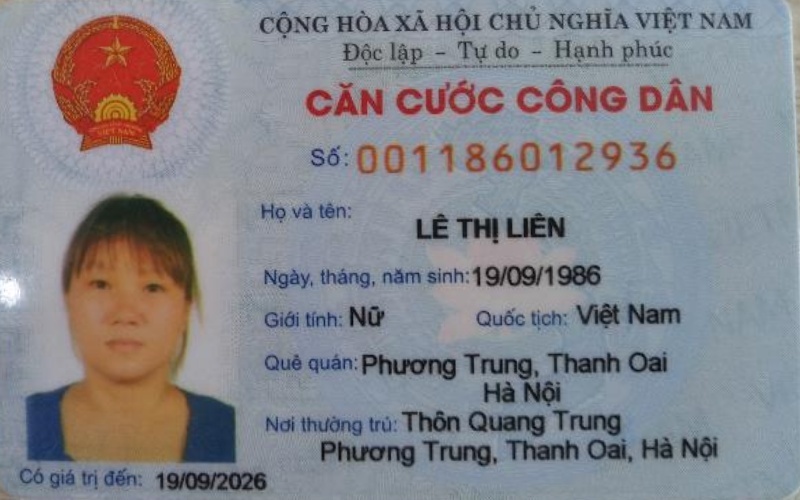 CỘNG HÒA XÃ HỘI CHỦ NGHĨA VIỆT NAM
Độc lập - Tự do - Hạnh phúc
CĂN CƯỚC CÔNG DÂN
Số: 001186012936
Họ và tên:
LÊ THỊ LIÊN
Ngày, tháng, năm sinh: 19/09/1986
Giới tính: Nữ Quốc tịch: Việt Nam
Quê quán: Phương Trung, Thanh Oai
Hà Nội
Nơi thường trú: Thôn Quang Trung
Phương Trung, Thanh Oai, Hà Nội
Có giá trị đến: 19/09/2026
VIỆT NAM